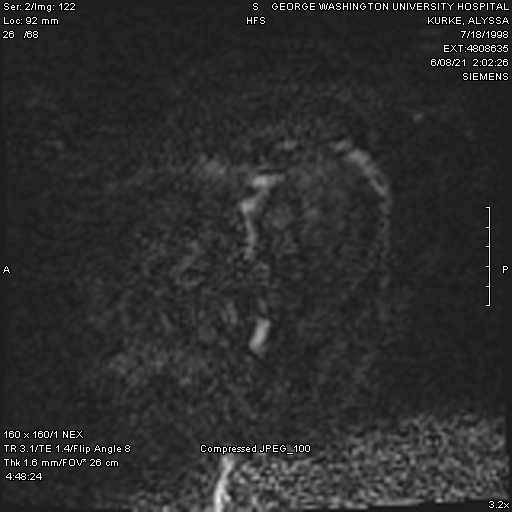 Ser: 2/Img: 122
Loc: 92 mm
26 /68
S
HFS
GEORGE WASHINGTON UNIVERSITY HOSPITAL
KURKE, ALYSSA
7/18/1998
EXT:4808635
6/08/21 2:02:26
SIEMENS
A
P
160 x 160/1 NEX
TR 3.1/TE 1.4/Flip Angle 8
Thk 1.6 mm/FOV* 26 cm
4:48:24
Compressed JPEG_100
3.2x